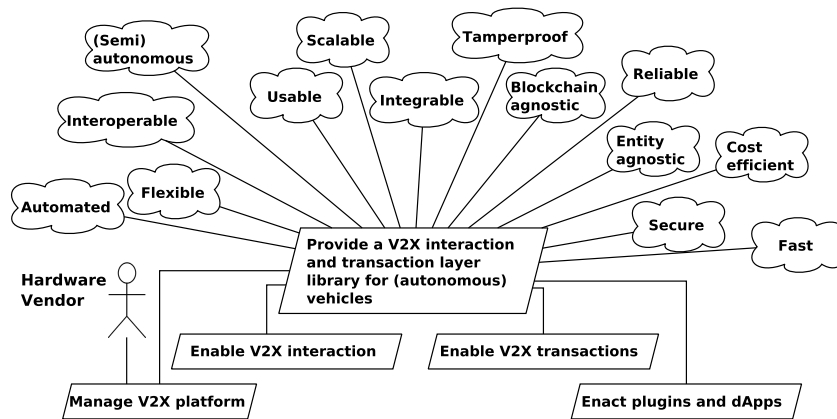 (Semi)
autonomous
Scalable
Tamperproof
Reliable
Usable
Integrable
Blockchain
agnostic
Interoperable
Entity
agnostic
Cost
efficient
Automated
Flexible
Secure
Fast
Provide a V2X interaction
and transaction layer
library for (autonomous)
vehicles
Hardware
Vendor
Enable V2X interaction
Enable V2X transactions
Manage V2X platform
Enact plugins and dApps